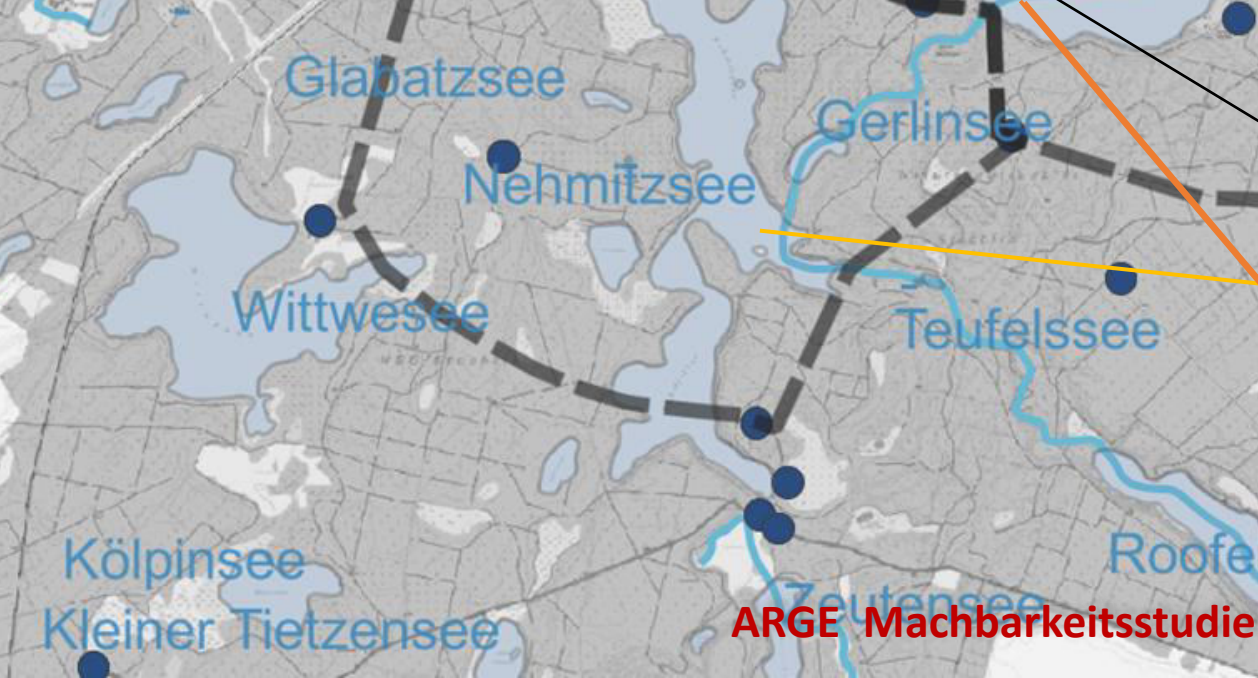 Glabatzsee
Gerlinsee
Nehmitzsee
Wittwesee
Teufelssee
Kölpinsee
Roofe
Kleiner Tietzensee
Zeutensee
ARGE Machbarkeitsstudie